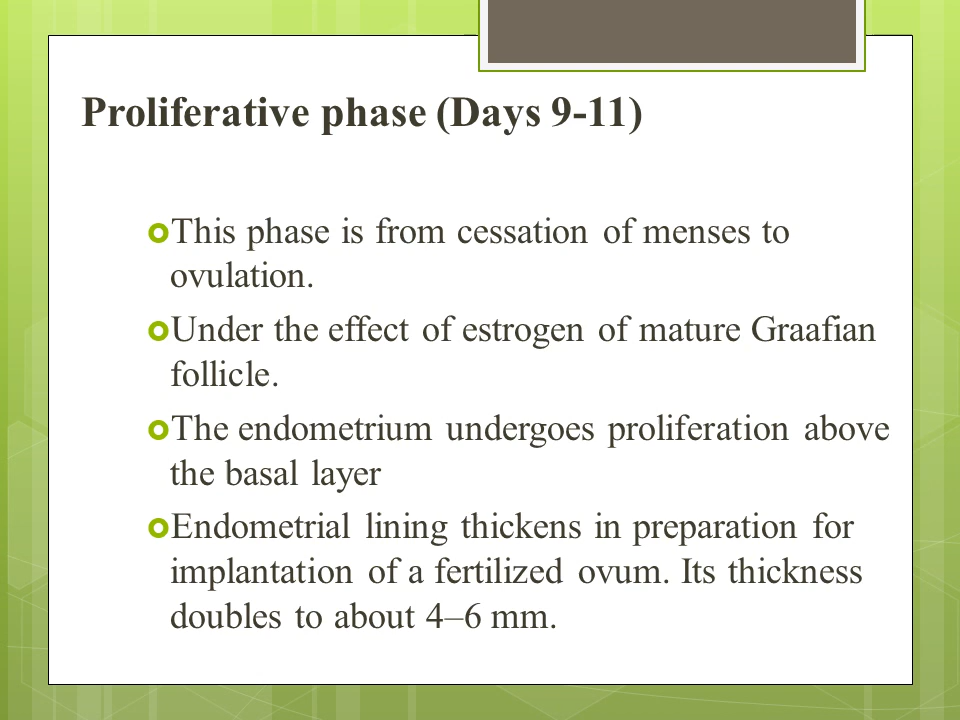 Proliferative phase (Days 9-11)
This phase is from cessation of menses to
ovulation.
Under the effect of estrogen of mature Graafian
follicle.
The endometrium undergoes proliferation above
the basal layer
Endometrial lining thickens in preparation for
implantation of a fertilized ovum. Its thickness
doubles to about 4–6 mm.